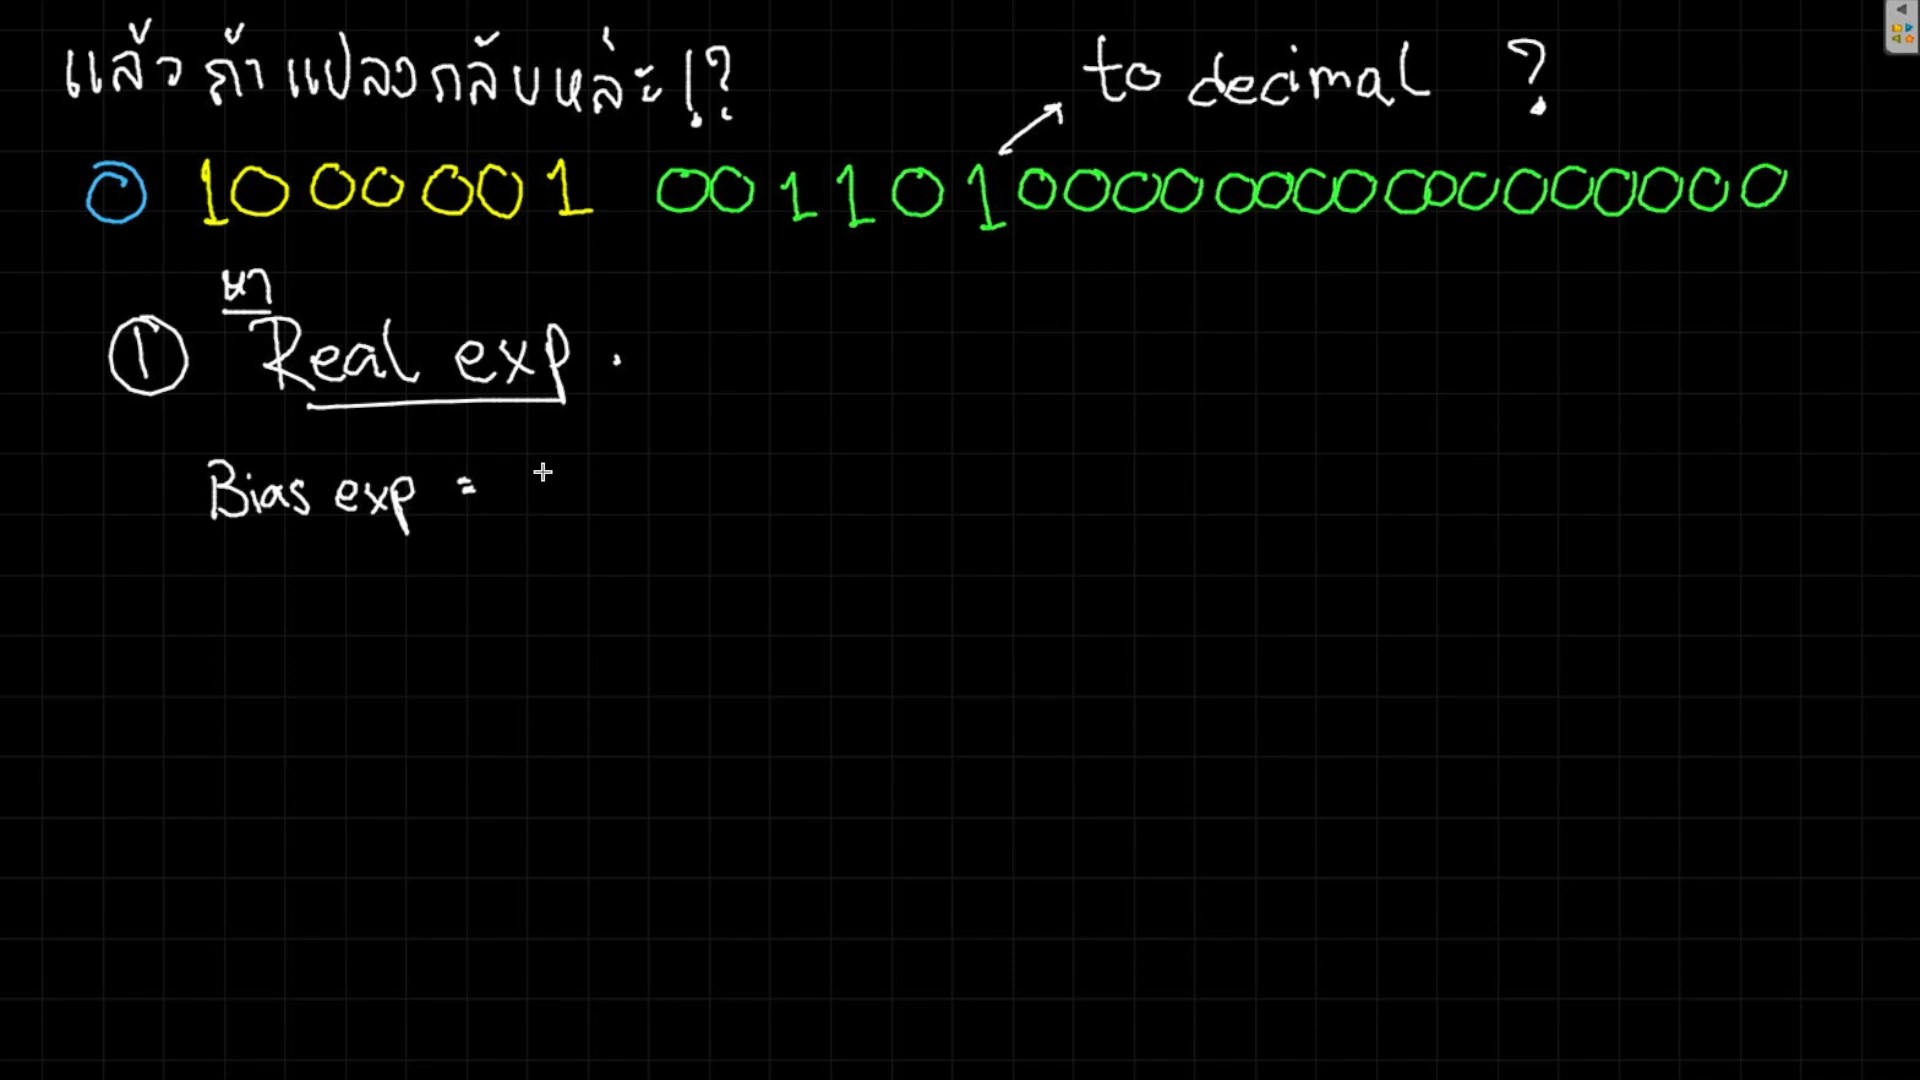 แล้ว ถ้า แปลงกลับหล่ะ !? to decimal ?
0 1000001 00110100000000000000000
หา
① Real exp.
Bias exp =